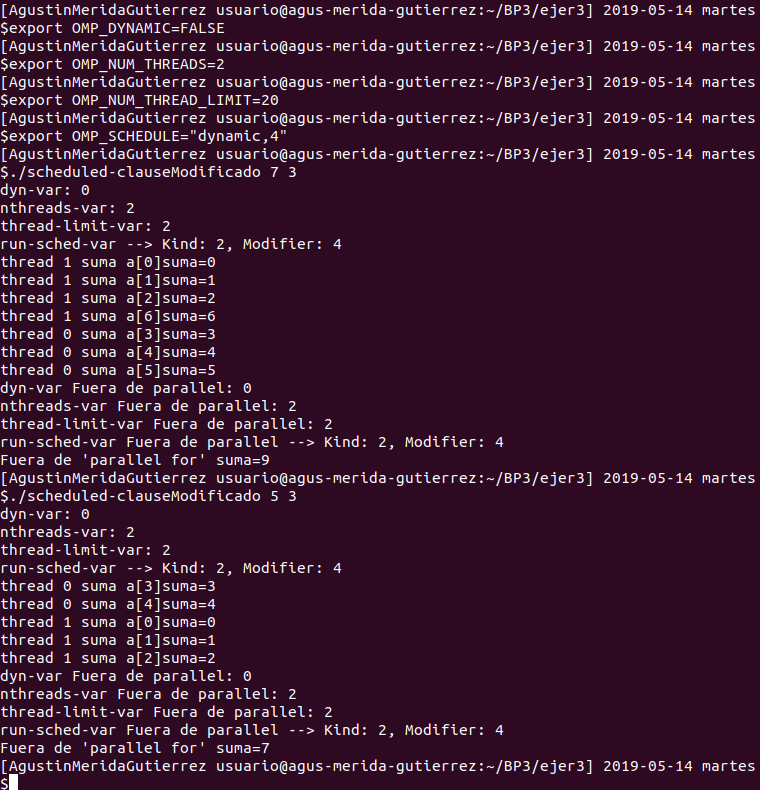 [AgustinMeridaGutierrez usuario@agus-merida-gutierrez:~/BP3/ejer3] 2019-05-14 martes
$export OMP_DYNAMIC=FALSE
[AgustinMeridaGutierrez usuario@agus-merida-gutierrez:~/BP3/ejer3] 2019-05-14 martes
$export OMP_NUM_THREADS=2
[AgustinMeridaGutierrez usuario@agus-merida-gutierrez:~/BP3/ejer3] 2019-05-14 martes
$export OMP_NUM_THREAD_LIMIT=20
[AgustinMeridaGutierrez usuario@agus-merida-gutierrez:~/BP3/ejer3] 2019-05-14 martes
$export OMP_SCHEDULE="dynamic,4"
[AgustinMeridaGutierrez usuario@agus-merida-gutierrez:~/BP3/ejer3] 2019-05-14 martes
$./scheduled-clauseModificado 7 3
dyn-var: 0
nthreads-var: 2
thread-limit-var: 2
run-sched-var --> Kind: 2, Modifier: 4
thread 1 suma a[0]suma=0
thread 1 suma a[1]suma=1
thread 1 suma a[2]suma=2
thread 1 suma a[6]suma=6
thread 0 suma a[3]suma=3
thread 0 suma a[4]suma=4
thread 0 suma a[5]suma=5
dyn-var Fuera de parallel: 0
nthreads-var Fuera de parallel: 2
thread-limit-var Fuera de parallel: 2
run-sched-var Fuera de parallel --> Kind: 2, Modifier: 4
Fuera de 'parallel for' suma=9
[AgustinMeridaGutierrez usuario@agus-merida-gutierrez:~/BP3/ejer3] 2019-05-14 martes
$./scheduled-clauseModificado 5 3
dyn-var: 0
nthreads-var: 2
thread-limit-var: 2
run-sched-var --> Kind: 2, Modifier: 4
thread 0 suma a[3]suma=3
thread 0 suma a[4]suma=4
thread 1 suma a[0]suma=0
thread 1 suma a[1]suma=1
thread 1 suma a[2]suma=2
dyn-var Fuera de parallel: 0
nthreads-var Fuera de parallel: 2
thread-limit-var Fuera de parallel: 2
run-sched-var Fuera de parallel --> Kind: 2, Modifier: 4
Fuera de 'parallel for' suma=7
[AgustinMeridaGutierrez usuario@agus-merida-gutierrez:~/BP3/ejer3] 2019-05-14 martes
$